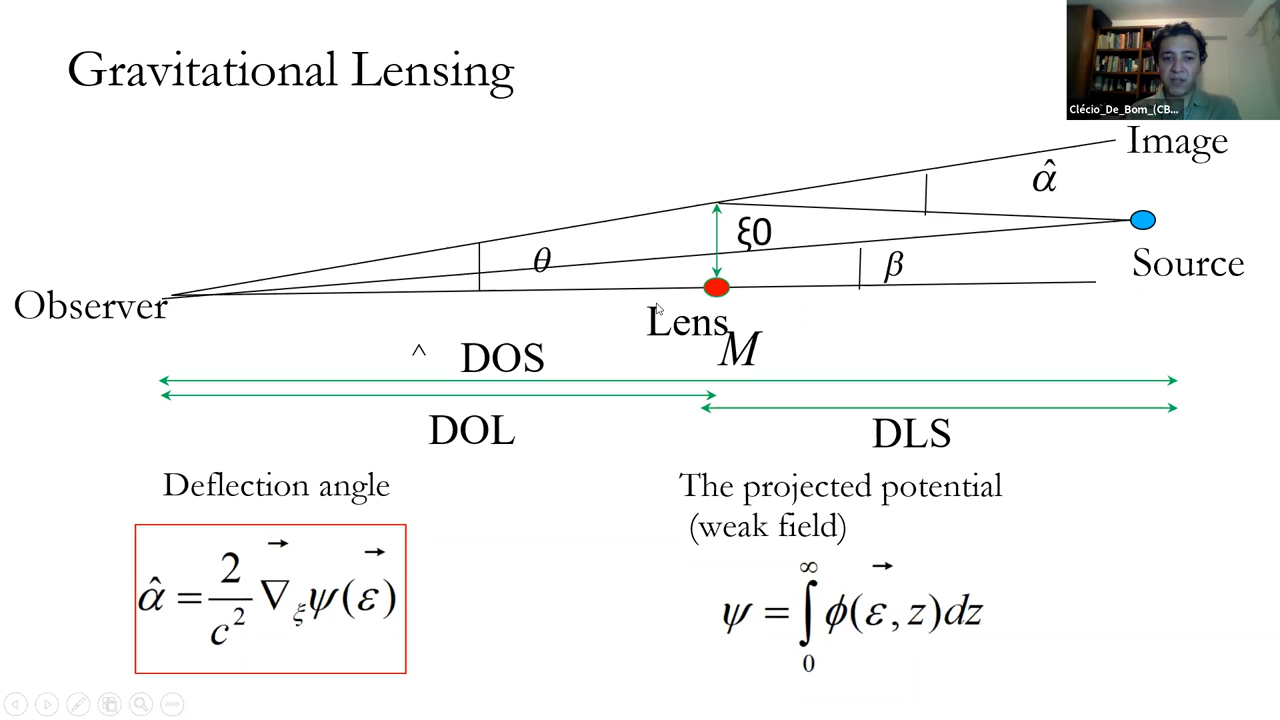 Gravitational Lensing
Clécio_De_Bom_(CB...
Image
α̂
ξ0
θ
β
Source
Observer
Lens
M
^ DOS
DOL
DLS
Deflection angle
The projected potential
(weak field)
α̂ = 2/c² ∇⃗_ξ ψ(ε⃗)
ψ = ∫₀^∞ ϕ(ε⃗, z)dz